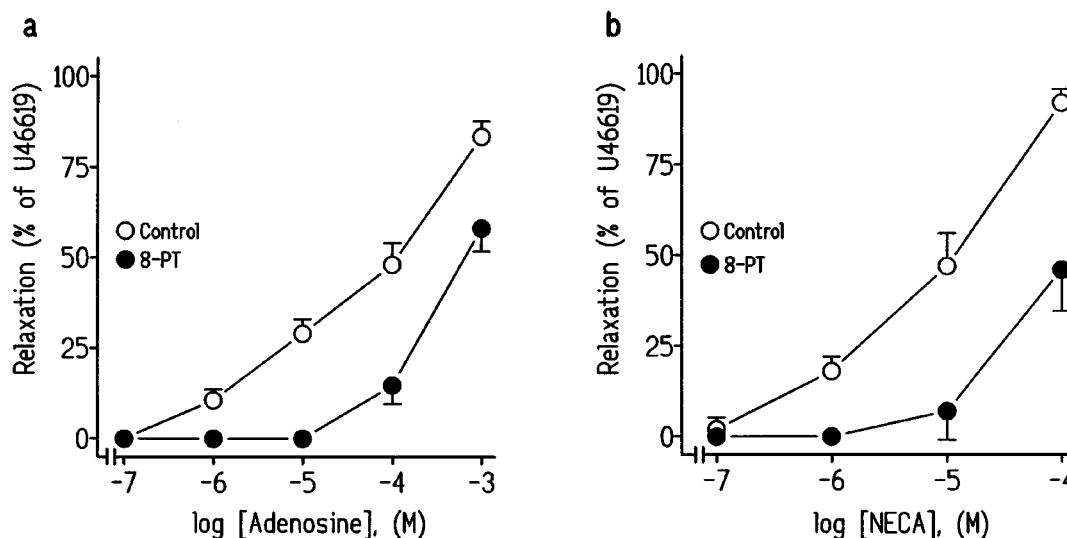 a
Relaxation (% of U46619)
100
75
50
25
0
Control
8-PT
-7 -6 -5 -4 -3
log [Adenosine], (M)
b
Relaxation (% of U46619)
100
75
50
25
0
Control
8-PT
-7 -6 -5 -4
log [NECA], (M)